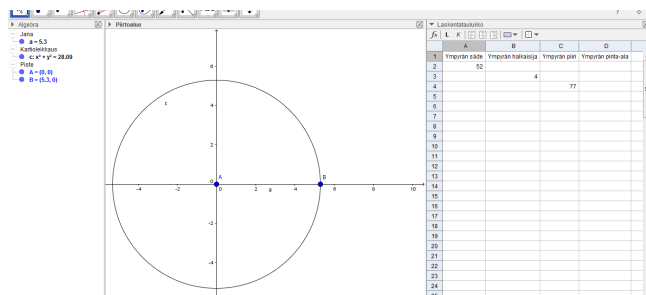 Algebra
Jana
a = 5.3
Kartioleikkaus
c: x² + y² = 28.09
Piste
A = (0, 0)
B = (5.3, 0)
Piirtoalue
6
4
2
0
-2
-4
-4 -2 0 2 4 6 8 10
c
A
B
a
Laskentataulukko
fx L K
A B C D
1 Ympyrän säde Ympyrän halkaisija Ympyrän piiri Ympyrän pinta-ala
2 52
3 4
4 77
5
6
7
8
9
10
11
12
13
14
15
16
17
18
19
20
21
22
23
24